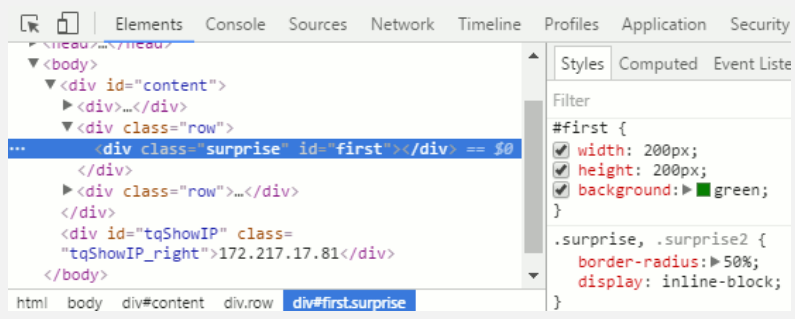 Elements Console Sources Network Timeline Profiles Application Security
▶<head>…</head>
▼<body>
▼<div id="content">
▶<div>…</div>
▼<div class="row">
••• <div class="surprise" id="first"></div> == $0
</div>
▶<div class="row">…</div>
</div>
<div id="tqShowIP" class=
"tqShowIP_right">172.217.17.81</div>
</body>
html body div#content div.row div#first.surprise
Styles Computed Event Liste
Filter
#first {
width: 200px;
height: 200px;
background:▶ green;
}
.surprise, .surprise2 {
border-radius:▶50%;
display: inline-block;
}